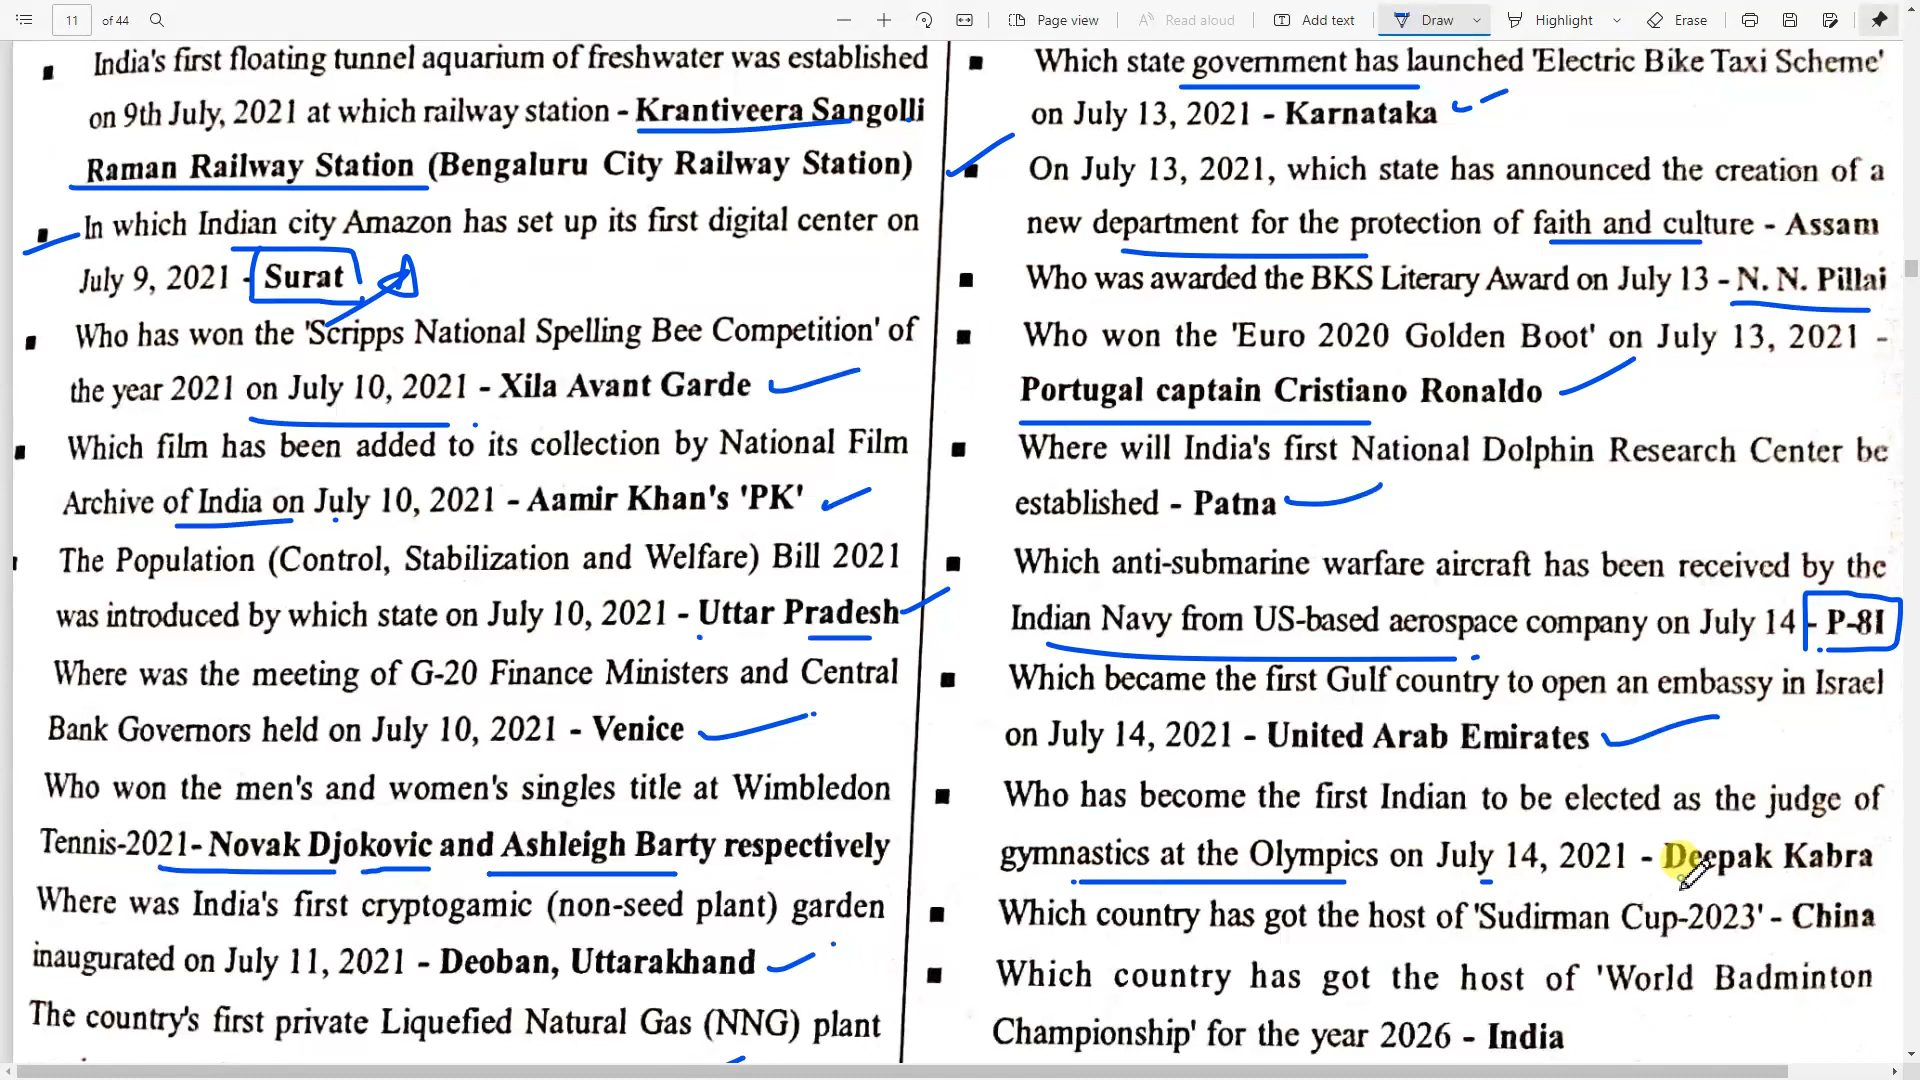 11 of 44
Page view
Read aloud
Add text
Draw
Highlight
Erase
India's first floating tunnel aquarium of freshwater was established
on 9th July, 2021 at which railway station - Krantiveera Sangolli
Raman Railway Station (Bengaluru City Railway Station)
In which Indian city Amazon has set up its first digital center on
July 9, 2021 - Surat
Who has won the 'Scripps National Spelling Bee Competition' of
the year 2021 on July 10, 2021 - Xila Avant Garde
Which film has been added to its collection by National Film
Archive of India on July 10, 2021 - Aamir Khan's 'PK'
The Population (Control, Stabilization and Welfare) Bill 2021
was introduced by which state on July 10, 2021 - Uttar Pradesh
Where was the meeting of G-20 Finance Ministers and Central
Bank Governors held on July 10, 2021 - Venice
Who won the men's and women's singles title at Wimbledon
Tennis-2021- Novak Djokovic and Ashleigh Barty respectively
Where was India's first cryptogamic (non-seed plant) garden
inaugurated on July 11, 2021 - Deoban, Uttarakhand
The country's first private Liquefied Natural Gas (NNG) plant
Which state government has launched 'Electric Bike Taxi Scheme'
on July 13, 2021 - Karnataka
On July 13, 2021, which state has announced the creation of a
new department for the protection of faith and culture - Assam
Who was awarded the BKS Literary Award on July 13 - N. N. Pillai
Who won the 'Euro 2020 Golden Boot' on July 13, 2021 -
Portugal captain Cristiano Ronaldo
Where will India's first National Dolphin Research Center be
established - Patna
Which anti-submarine warfare aircraft has been received by the
Indian Navy from US-based aerospace company on July 14 - P-8I
Which became the first Gulf country to open an embassy in Israel
on July 14, 2021 - United Arab Emirates
Who has become the first Indian to be elected as the judge of
gymnastics at the Olympics on July 14, 2021 - Deepak Kabra
Which country has got the host of 'Sudirman Cup-2023' - China
Which country has got the host of 'World Badminton
Championship' for the year 2026 - India